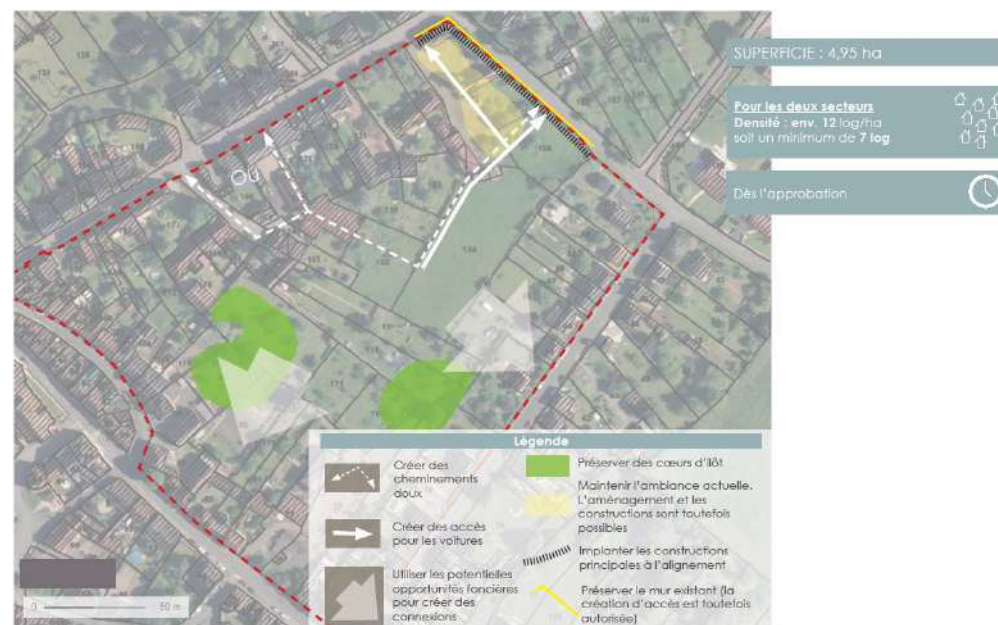 SUPERFICIE : 4,95 ha
Pour les deux secteurs
Densité : env. 12 log/ha
soit un minimum de 7 log
Dès l'approbation
OU
Légende
Créer des
cheminements
doux
Créer des accès
pour les voitures
Utiliser les potentielles
opportunités foncières
pour créer des
connexions
Préserver des cœurs d'îlot
Maintenir l'ambiance actuelle.
L'aménagement et les
constructions sont toutefois
possibles
Implanter les constructions
principales à l'alignement
Préserver le mur existant (la
création d'accès est toutefois
autorisée)
0 50 m